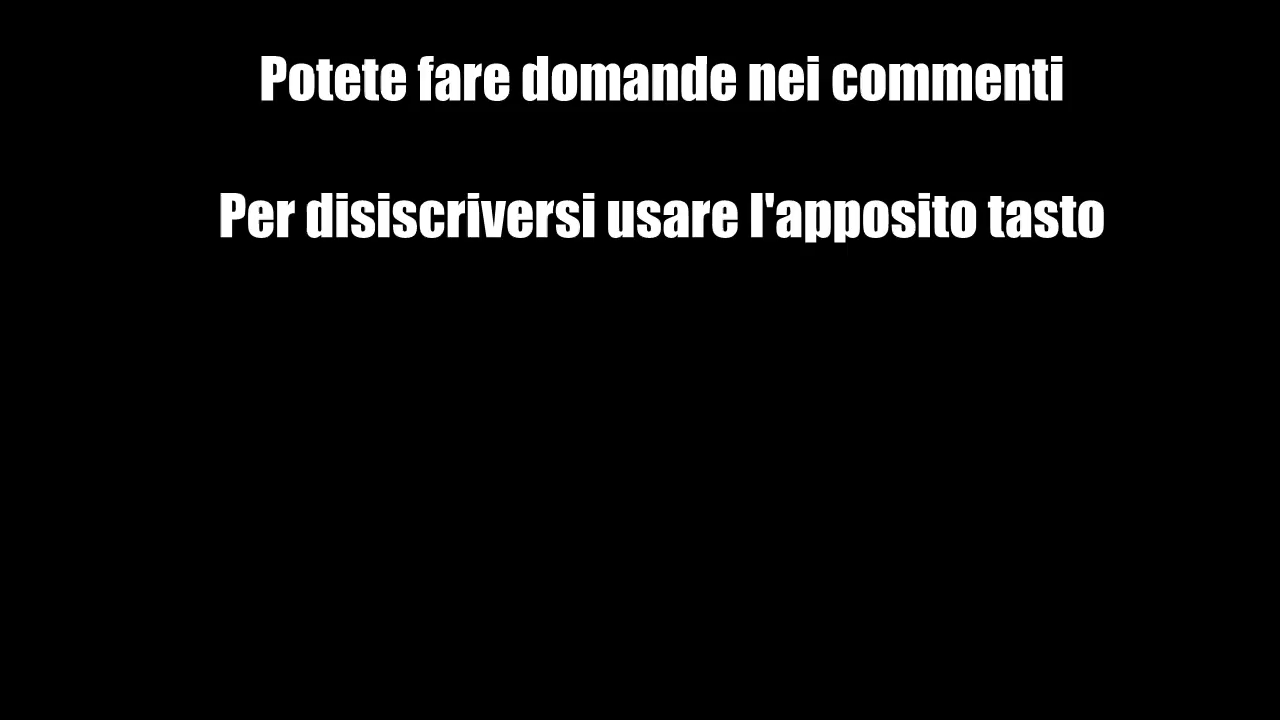 Potete fare domande nei commenti
Per disiscriversi usare l'apposito tasto